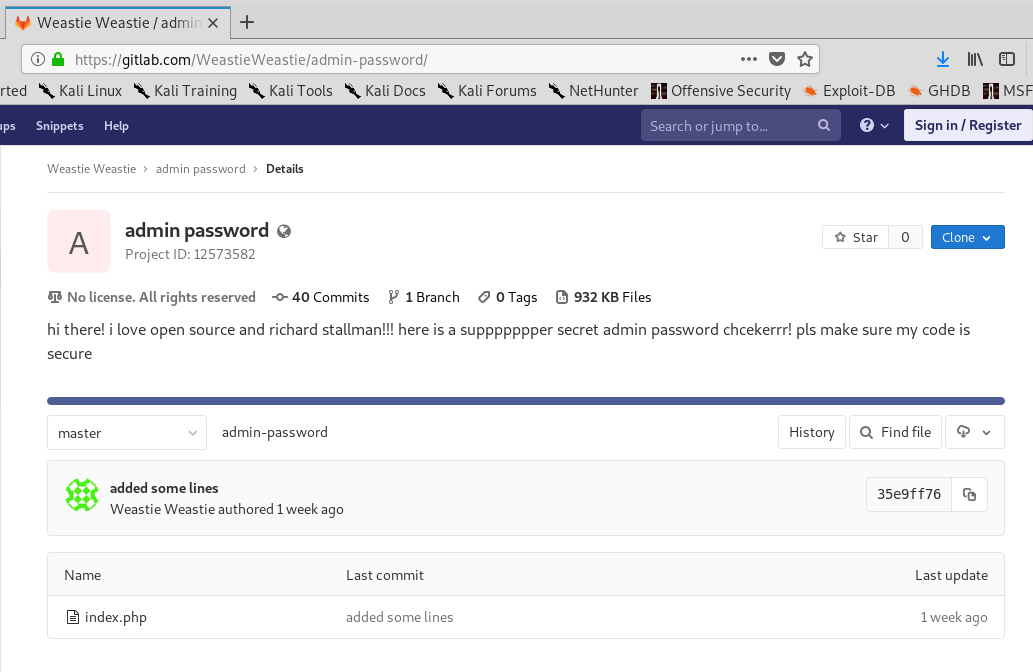 Weastie Weastie / admin
https://gitlab.com/WeastieWeastie/admin-password/
rted Kali Linux Kali Training Kali Tools Kali Docs Kali Forums NetHunter Offensive Security Exploit-DB GHDB MSF
ups Snippets Help Search or jump to... Sign in / Register
Weastie Weastie › admin password › Details
A
admin password
Project ID: 12573582
Star 0 Clone
No license. All rights reserved 40 Commits 1 Branch 0 Tags 932 KB Files
hi there! i love open source and richard stallman!!! here is a suppppppper secret admin password chcekerrr! pls make sure my code is
secure
master admin-password History Find file
added some lines
Weastie Weastie authored 1 week ago
35e9ff76
Name Last commit Last update
index.php added some lines 1 week ago